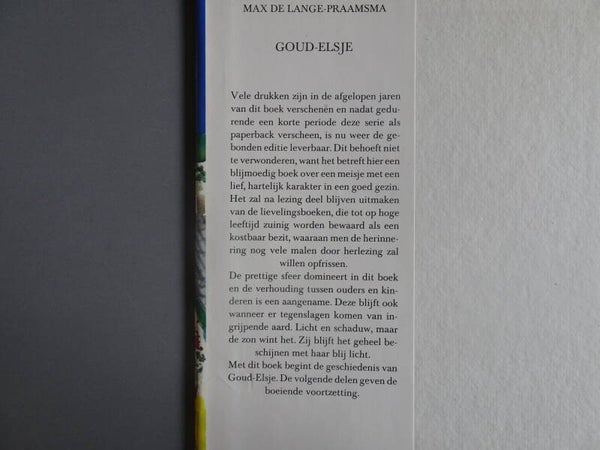 MAX DE LANGE-PRAAMSMA
GOUD-ELSJE
Vele drukken zijn in de afgelopen jaren
van dit boek verschenen en nadat gedu-
rende een korte periode deze serie als
paperback verscheen, is nu weer de ge-
bonden editie leverbaar. Dit behoeft niet
te verwonderen, want het betreft hier een
blijmoedig boek over een meisje met een
lief, hartelijk karakter in een goed gezin.
Het zal na lezing deel blijven uitmaken
van de lievelingsboeken, die tot op hoge
leeftijd zuinig worden bewaard als een
kostbaar bezit, waaraan men de herinne-
ring nog vele malen door herlezing zal
willen opfrissen.
De prettige sfeer domineert in dit boek
en de verhouding tussen ouders en kin-
deren is een aangename. Deze blijft ook
wanneer er tegenslagen komen van in-
grijpende aard. Licht en schaduw, maar
de zon wint het. Zij blijft het geheel be-
schijnen met haar blij licht.
Met dit boek begint de geschiedenis van
Goud-Elsje. De volgende delen geven de
boeiende voortzetting.